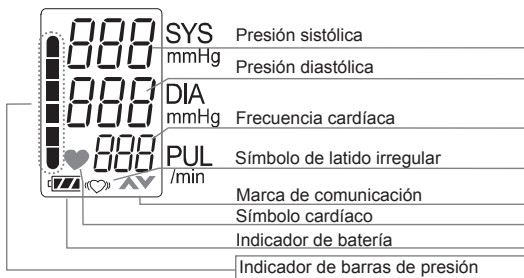 888 SYS Presión sistólica
mmHg
Presión diastólica
888 DIA
mmHg Frecuencia cardíaca
888 PUL Símbolo de latido irregular
/min
Marca de comunicación
Símbolo cardíaco
Indicador de batería
Indicador de barras de presión